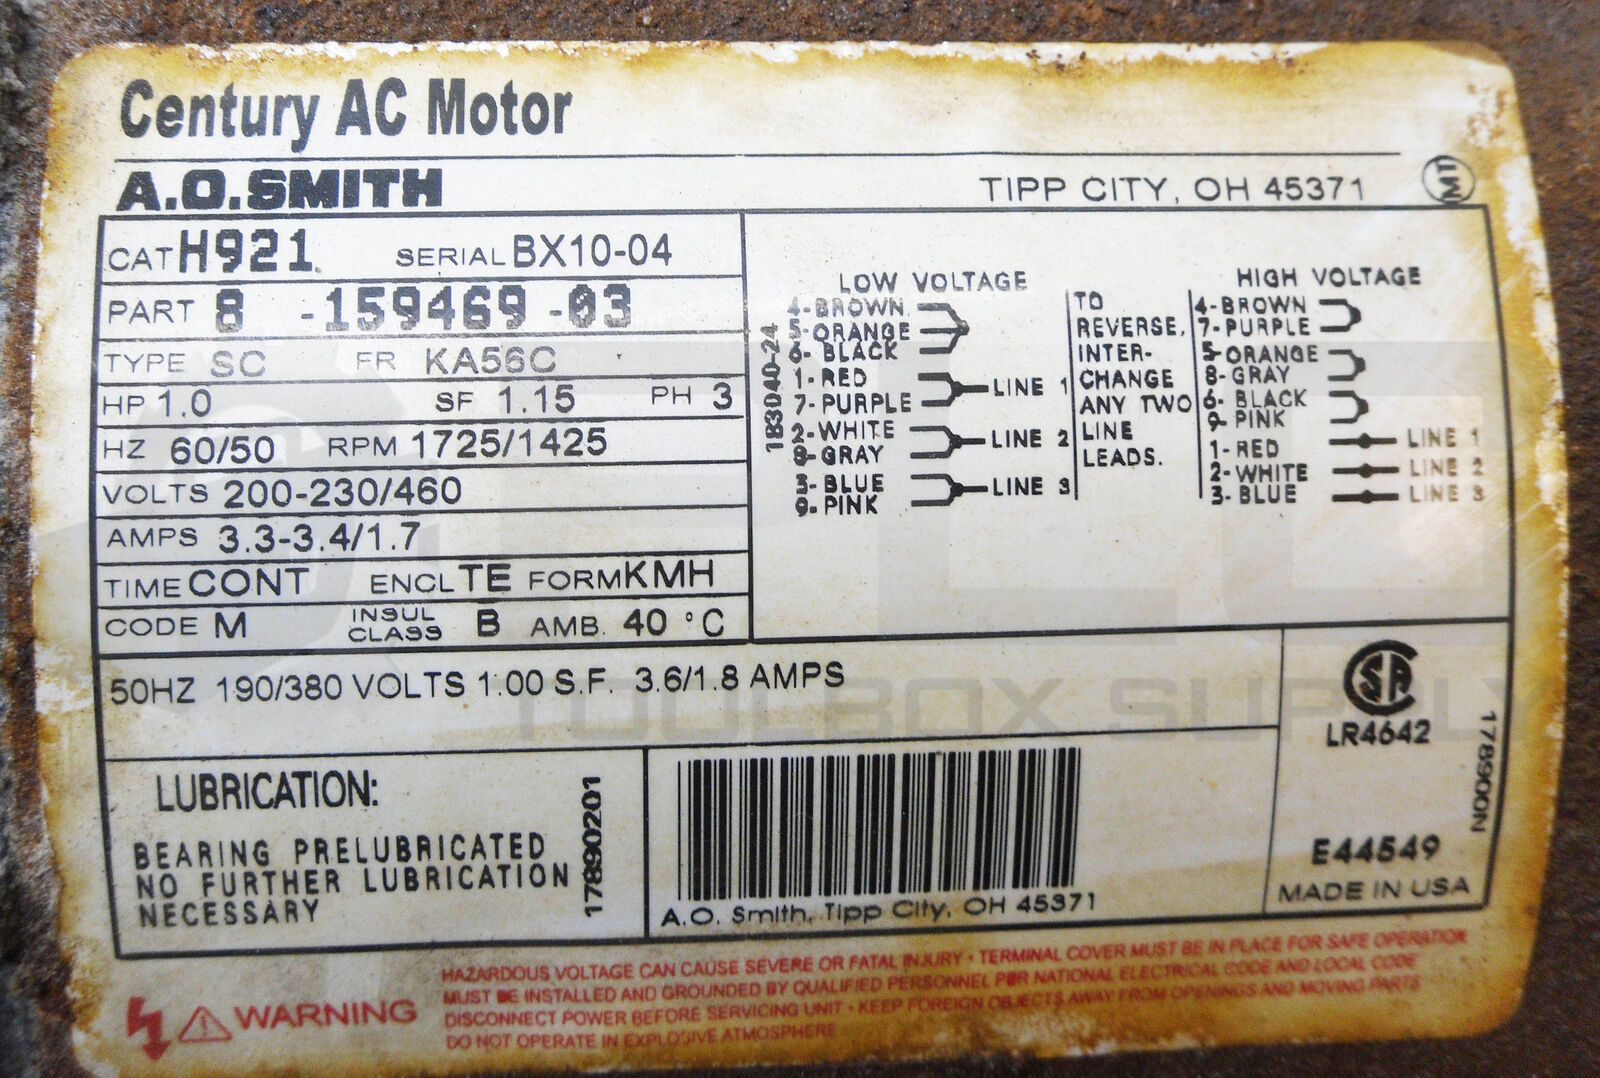 Century AC Motor
A.O.SMITH TIPP CITY, OH 45371
CAT H921 SERIAL BX10-04
PART 8 -159469-03
TYPE SC FR KA56C
HP 1.0 SF 1.15 PH 3
HZ 60/50 RPM 1725/1425
VOLTS 200-230/460
AMPS 3.3-3.4/1.7
TIME CONT ENCL TE FORM KMH
CODE M INSUL CLASS B AMB. 40 °C
183040-24
LOW VOLTAGE
4-BROWN
5-ORANGE
6-BLACK
1-RED
7-PURPLE
LINE 1
2-WHITE
8-GRAY
LINE 2
3-BLUE
9-PINK
LINE 3
TO
REVERSE,
INTER-
CHANGE
ANY TWO
LINE
LEADS.
HIGH VOLTAGE
4-BROWN
7-PURPLE
5-ORANGE
8-GRAY
6-BLACK
9-PINK
1-RED LINE 1
2-WHITE LINE 2
3-BLUE LINE 3
50HZ 190/380 VOLTS 1.00 S.F. 3.6/1.8 AMPS
TOOLBOX SUPPLY
LUBRICATION:
BEARING PRELUBRICATED
NO FURTHER LUBRICATION
NECESSARY
17890201
A.O. Smith, Tipp City, OH 45371
LR4642
178900N
E44549
MADE IN USA
WARNING
HAZARDOUS VOLTAGE CAN CAUSE SEVERE OR FATAL INJURY • TERMINAL COVER MUST BE IN PLACE FOR SAFE OPERATION
MUST BE INSTALLED AND GROUNDED BY QUALIFIED PERSONNEL PER NATIONAL ELECTRICAL CODE AND LOCAL CODE
DISCONNECT POWER BEFORE SERVICING UNIT • KEEP FOREIGN OBJECTS AWAY FROM OPENINGS AND MOVING PARTS
DO NOT OPERATE IN EXPLOSIVE ATMOSPHERE